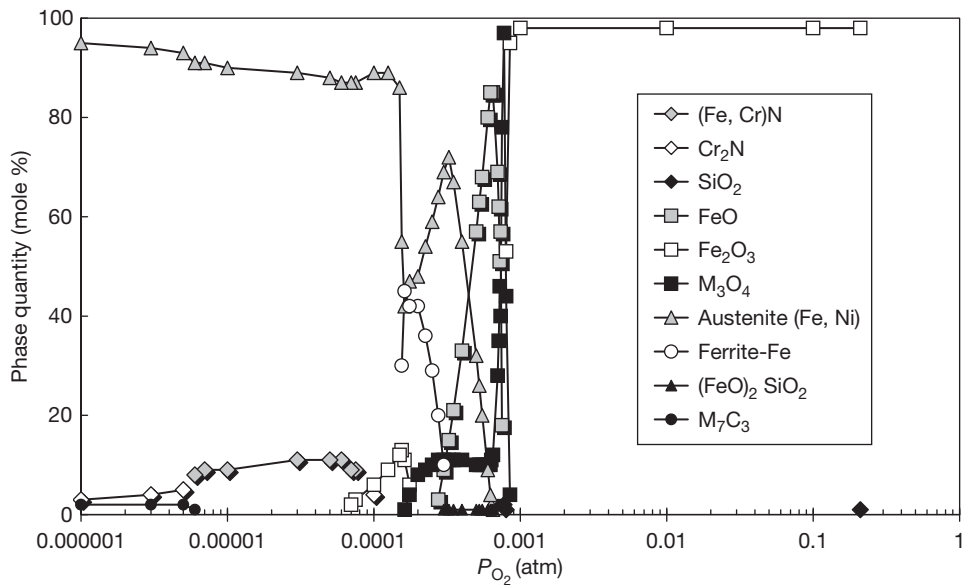 100
80
60
40
20
0
Phase quantity (mole %)
0.000001
0.00001
0.0001
0.001
0.01
0.1
1
P_{O_2} (atm)
(Fe, Cr)N
Cr₂N
SiO₂
FeO
Fe₂O₃
M₃O₄
Austenite (Fe, Ni)
Ferrite-Fe
(FeO)₂ SiO₂
M₇C₃